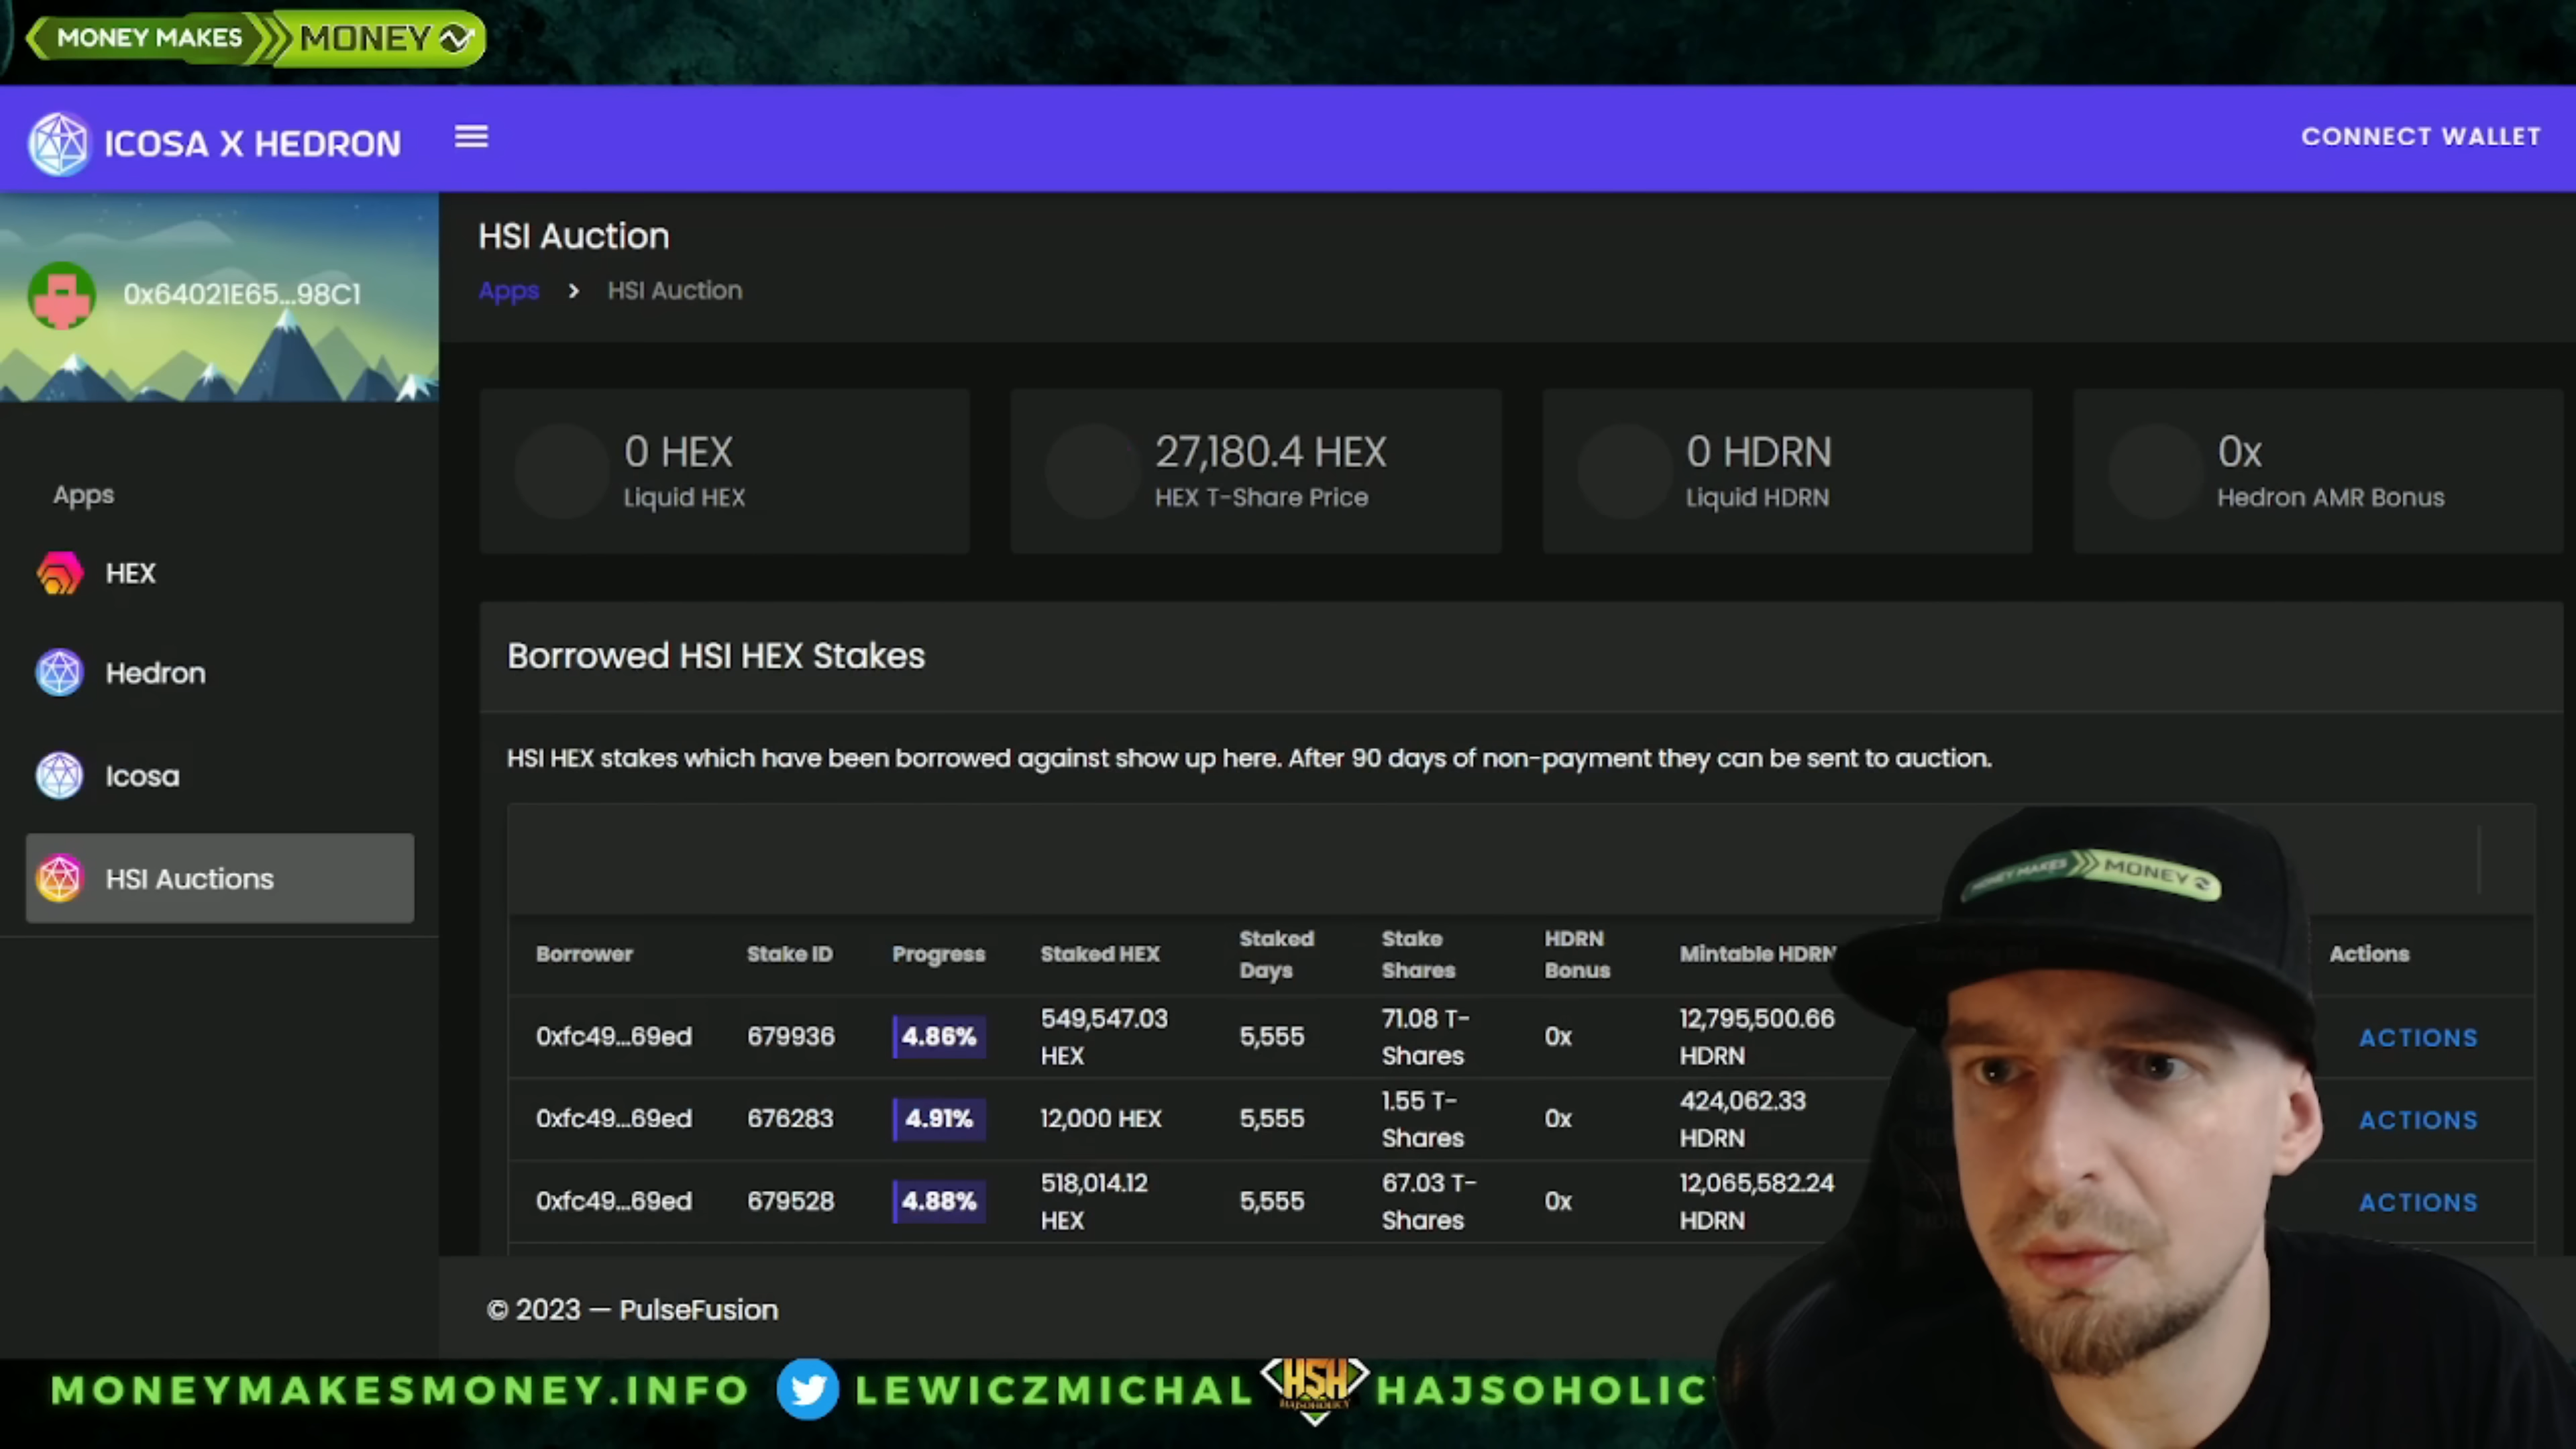 MONEY MAKES MONEY
ICOSA X HEDRON
CONNECT WALLET
0x64021E65...98C1
Apps
HEX
Hedron
Icosa
HSI Auctions
HSI Auction
Apps > HSI Auction
0 HEX
Liquid HEX
27,180.4 HEX
HEX T-Share Price
0 HDRN
Liquid HDRN
0x
Hedron AMR Bonus
Borrowed HSI HEX Stakes
HSI HEX stakes which have been borrowed against show up here. After 90 days of non-payment they can be sent to auction.
Borrower Stake ID Progress Staked HEX Staked Days Stake Shares HDRN Bonus Mintable HDRN Actions
0xfc49...69ed 679936 4.86% 549,547.03 HEX 5,555 71.08 T-Shares 0x 12,795,500.66 HDRN ACTIONS
0xfc49...69ed 676283 4.91% 12,000 HEX 5,555 1.55 T-Shares 0x 424,062.33 HDRN ACTIONS
0xfc49...69ed 679528 4.88% 518,014.12 HEX 5,555 67.03 T-Shares 0x 12,065,582.24 HDRN ACTIONS
© 2023 — PulseFusion
MONEY MAKES MONEY
MONEYMAKESMONEY.INFO LEWICZMICHAL HSH HAJSOHOLICY